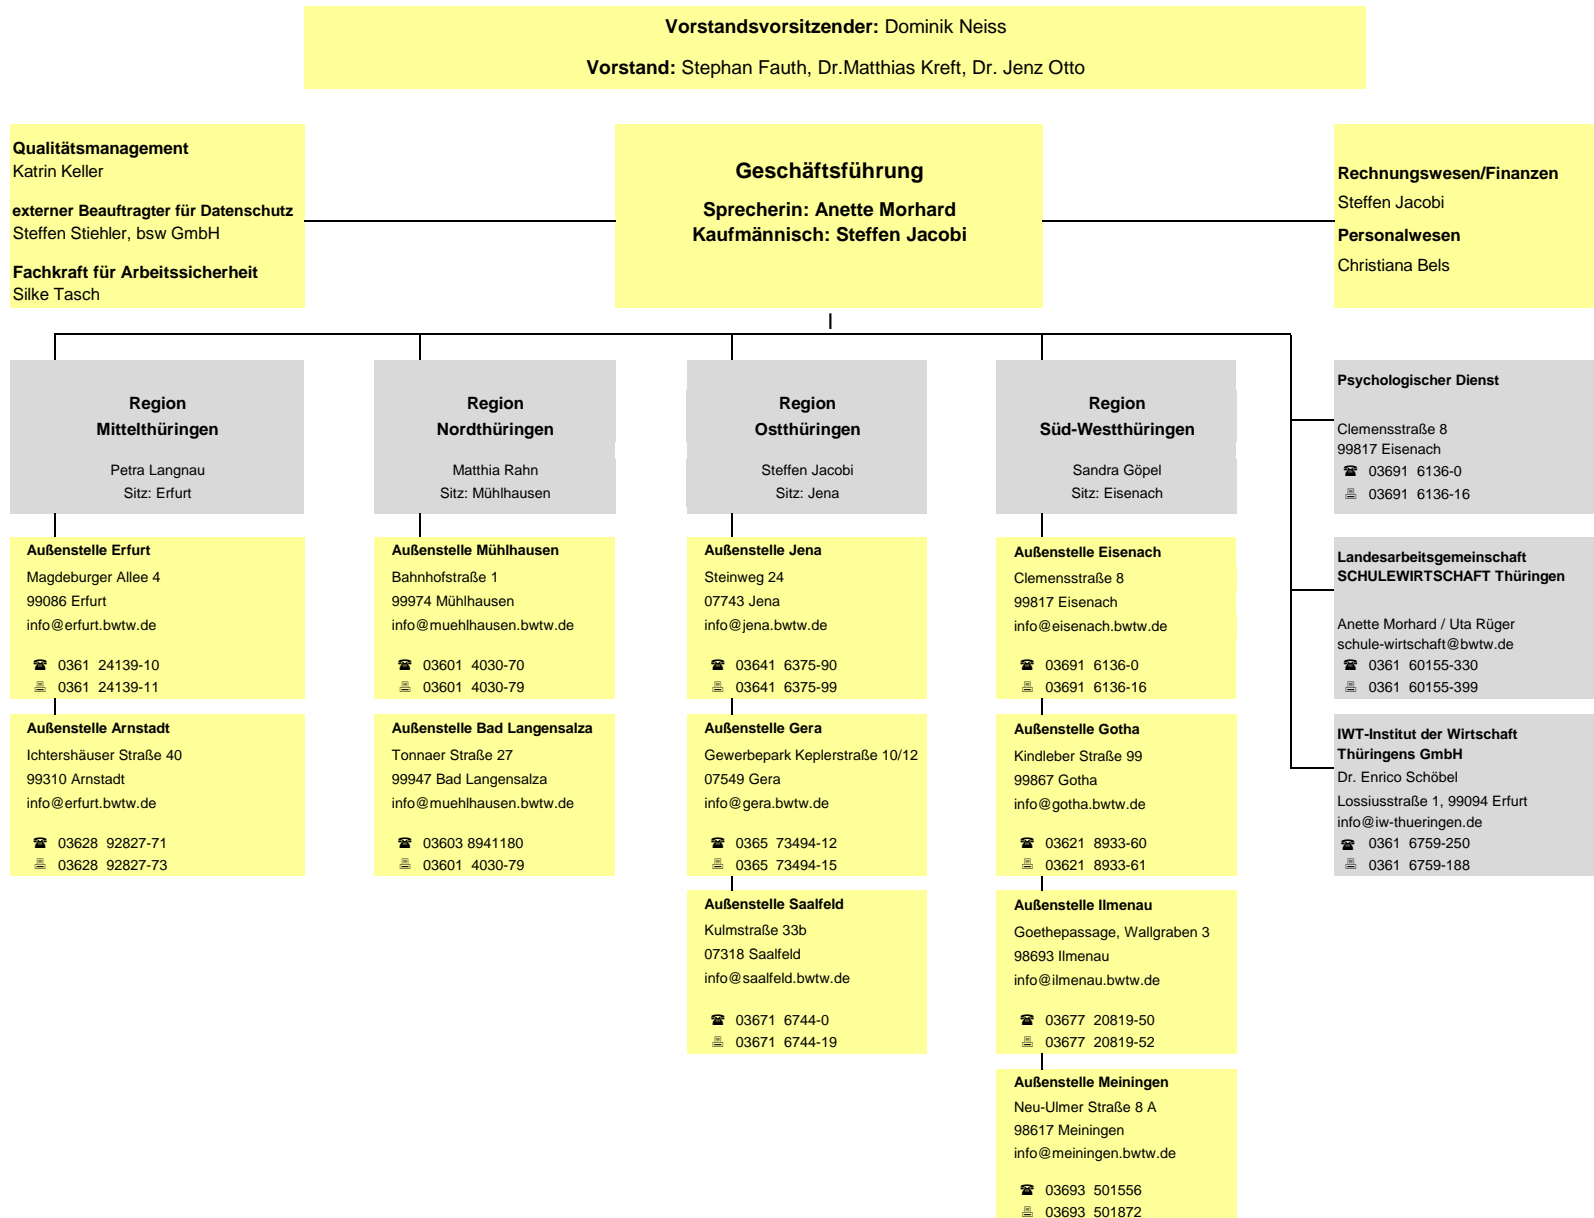 Vorstandsvorsitzender: Dominik Neiss
Vorstand: Stephan Fauth, Dr.Matthias Kreft, Dr. Jenz Otto
Qualitätsmanagement
Katrin Keller
externer Beauftragter für Datenschutz
Steffen Stiehler, bsw GmbH
Fachkraft für Arbeitssicherheit
Silke Tasch
Geschäftsführung
Sprecherin: Anette Morhard
Kaufmännisch: Steffen Jacobi
Rechnungswesen/Finanzen
Steffen Jacobi
Personalwesen
Christiana Bels
Region
Mittelthüringen
Petra Langnau
Sitz: Erfurt
Außenstelle Erfurt
Magdeburger Allee 4
99086 Erfurt
info@erfurt.bwtw.de
☎ 0361 24139-10
🖷 0361 24139-11
Außenstelle Arnstadt
Ichtershäuser Straße 40
99310 Arnstadt
info@erfurt.bwtw.de
☎ 03628 92827-71
🖷 03628 92827-73
Region
Nordthüringen
Matthia Rahn
Sitz: Mühlhausen
Außenstelle Mühlhausen
Bahnhofstraße 1
99974 Mühlhausen
info@muehlhausen.bwtw.de
☎ 03601 4030-70
🖷 03601 4030-79
Außenstelle Bad Langensalza
Tonnaer Straße 27
99947 Bad Langensalza
info@muehlhausen.bwtw.de
☎ 03603 8941180
🖷 03601 4030-79
Region
Ostthüringen
Steffen Jacobi
Sitz: Jena
Außenstelle Jena
Steinweg 24
07743 Jena
info@jena.bwtw.de
☎ 03641 6375-90
🖷 03641 6375-99
Außenstelle Gera
Gewerbepark Keplerstraße 10/12
07549 Gera
info@gera.bwtw.de
☎ 0365 73494-12
🖷 0365 73494-15
Außenstelle Saalfeld
Kulmstraße 33b
07318 Saalfeld
info@saalfeld.bwtw.de
☎ 03671 6744-0
🖷 03671 6744-19
Region
Süd-Westthüringen
Sandra Göpel
Sitz: Eisenach
Außenstelle Eisenach
Clemensstraße 8
99817 Eisenach
info@eisenach.bwtw.de
☎ 03691 6136-0
🖷 03691 6136-16
Außenstelle Gotha
Kindleber Straße 99
99867 Gotha
info@gotha.bwtw.de
☎ 03621 8933-60
🖷 03621 8933-61
Außenstelle Ilmenau
Goethepassage, Wallgraben 3
98693 Ilmenau
info@ilmenau.bwtw.de
☎ 03677 20819-50
🖷 03677 20819-52
Außenstelle Meiningen
Neu-Ulmer Straße 8 A
98617 Meiningen
info@meiningen.bwtw.de
☎ 03693 501556
🖷 03693 501872
Psychologischer Dienst
Clemensstraße 8
99817 Eisenach
☎ 03691 6136-0
🖷 03691 6136-16
Landesarbeitsgemeinschaft
SCHULEWIRTSCHAFT Thüringen
Anette Morhard / Uta Rüger
schule-wirtschaft@bwtw.de
☎ 0361 60155-330
🖷 0361 60155-399
IWT-Institut der Wirtschaft
Thüringens GmbH
Dr. Enrico Schöbel
Lossiusstraße 1, 99094 Erfurt
info@iw-thueringen.de
☎ 0361 6759-250
🖷 0361 6759-188